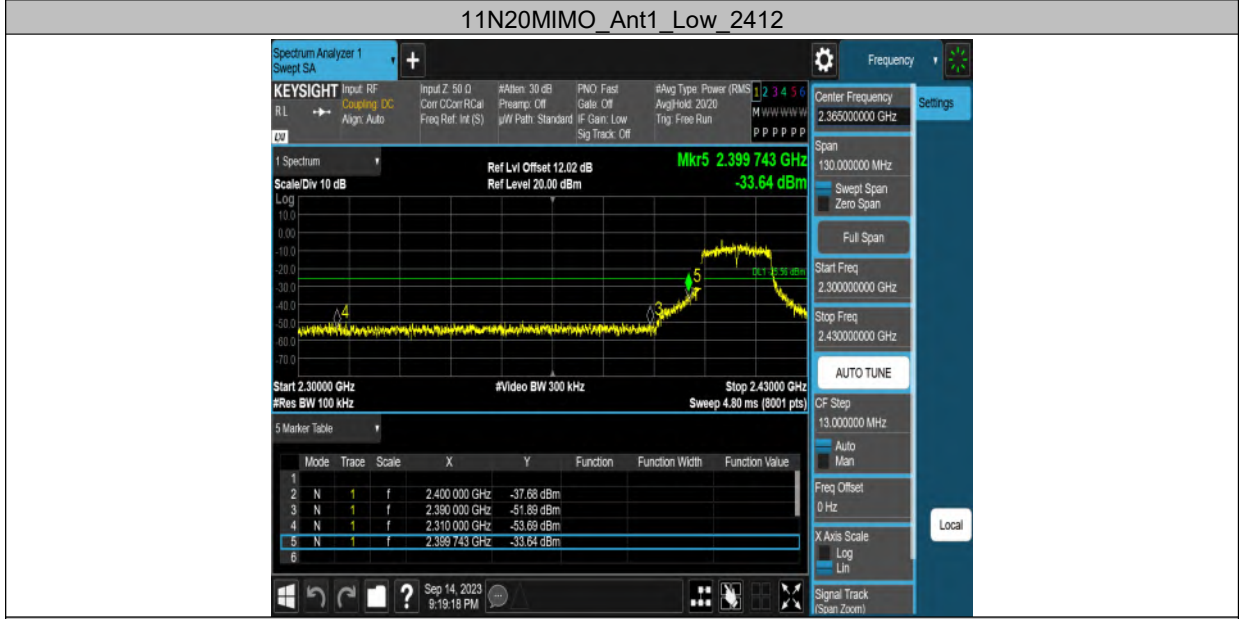 11N20MIMO_Ant1_Low_2412
Spectrum Analyzer 1
Swept SA
+
Frequency
KEYSIGHT Input: RF Input Z: 50 Ω #Atten: 30 dB PNO: Fast #Avg Type: Power (RMS 1 2 3 4 5 6
R L Coupling: DC Corr CCorr RCal Preamp: Off Gate: Off Avg|Hold: 20/20 M W W W W W
Align: Auto Freq Ref: Int (S) µW Path: Standard IF Gain: Low Trig: Free Run
Sig Track: Off P P P P P P
LXI
1 Spectrum
Ref Lvl Offset 12.02 dB Mkr5 2.399 743 GHz
Scale/Div 10 dB Ref Level 20.00 dBm -33.64 dBm
Log
10.0
0.00
-10.0
-20.0
-30.0
-40.0
-50.0
-60.0
-70.0
4
3
5
Start 2.30000 GHz #Video BW 300 kHz Stop 2.43000 GHz
#Res BW 100 kHz Sweep 4.80 ms (8001 pts)
5 Marker Table
Mode Trace Scale X Y Function Function Width Function Value
1
2 N 1 f 2.400 000 GHz -37.68 dBm
3 N 1 f 2.390 000 GHz -51.89 dBm
4 N 1 f 2.310 000 GHz -53.69 dBm
5 N 1 f 2.399 743 GHz -33.64 dBm
6
?
Sep 14, 2023
9:19:18 PM
Center Frequency
2.365000000 GHz
Settings
Span
130.000000 MHz
Swept Span
Zero Span
Full Span
Start Freq
2.300000000 GHz
Stop Freq
2.430000000 GHz
AUTO TUNE
CF Step
13.000000 MHz
Auto
Man
Freq Offset
0 Hz
Local
X Axis Scale
Log
Lin
Signal Track
(Span Zoom)